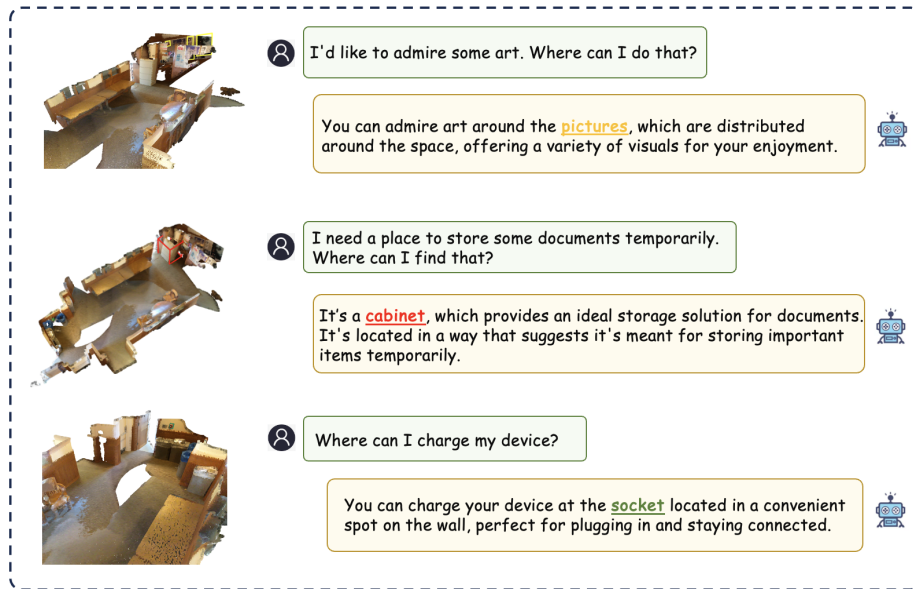 I'd like to admire some art. Where can I do that?
You can admire art around the pictures, which are distributed
around the space, offering a variety of visuals for your enjoyment.
I need a place to store some documents temporarily.
Where can I find that?
It's a cabinet, which provides an ideal storage solution for documents.
It's located in a way that suggests it's meant for storing important
items temporarily.
Where can I charge my device?
You can charge your device at the socket located in a convenient
spot on the wall, perfect for plugging in and staying connected.